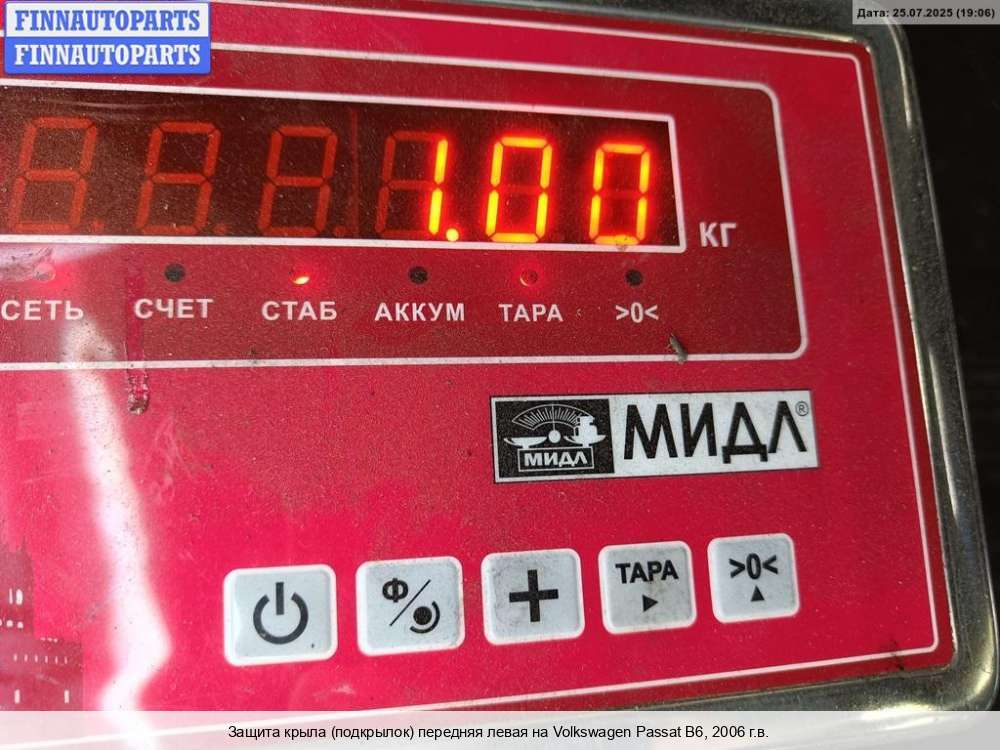 FINNAUTOPARTS
FINNAUTOPARTS
Дата: 25.07.2025 (19:06)
1.00
КГ
СЕТЬ СЧЕТ СТАБ АККУМ ТАРА >0<
МИДЛ МИДЛ®
Ф ТАРА >0<
Защита крыла (подкрылок) передняя левая на Volkswagen Passat B6, 2006 г.в.